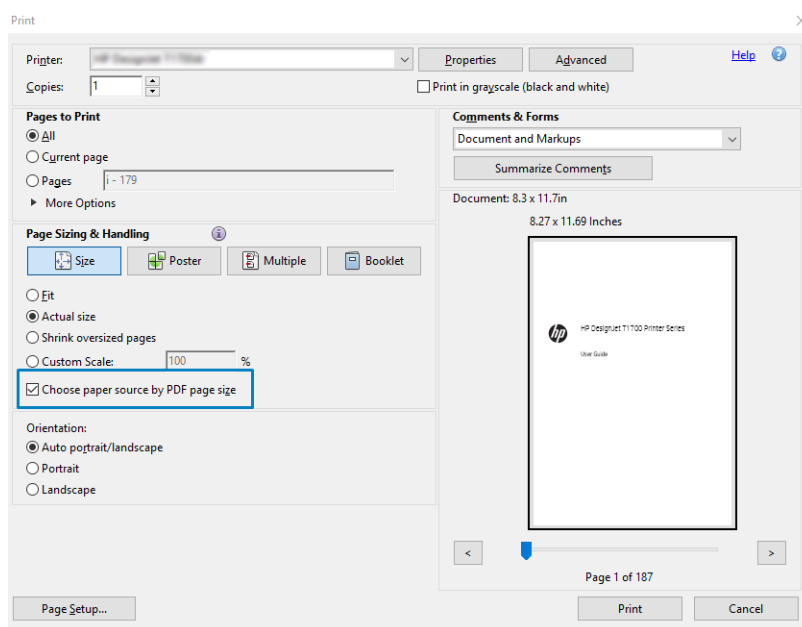 Print
Printer:
Properties
Advanced
Help
?
Copies:
1
Print in grayscale (black and white)
Pages to Print
All
Current page
Pages
i - 179
More Options
Comments & Forms
Document and Markups
Summarize Comments
Page Sizing & Handling
i
Size
Poster
Multiple
Booklet
Fit
Actual size
Shrink oversized pages
Custom Scale:
100
%
Choose paper source by PDF page size
Orientation:
Auto portrait/landscape
Portrait
Landscape
Document: 8.3 x 11.7in
8.27 x 11.69 Inches
hp
HP DesignJet T1700 Printer Series
User Guide
<
>
Page 1 of 187
Page Setup...
Print
Cancel